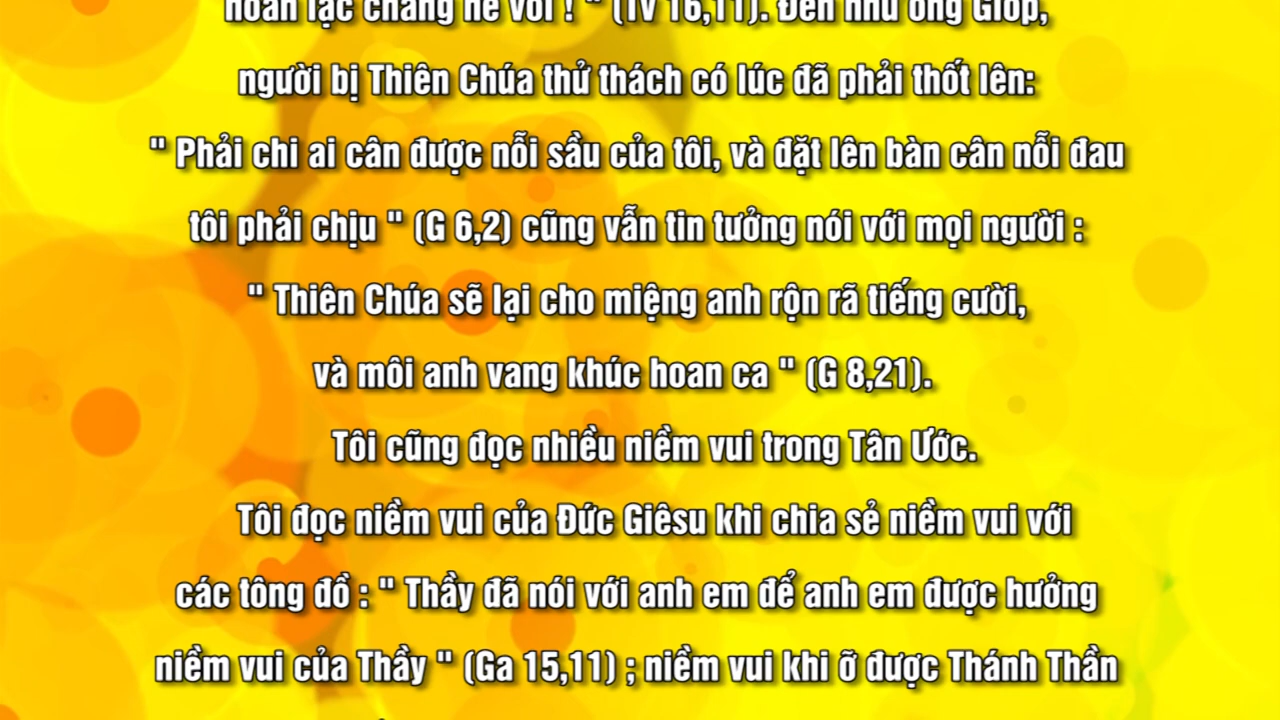 hoan lạc chẳng hề vơi ! " (Tv 16,11). Đến như ông Giop,
người bị Thiên Chúa thử thách có lúc đã phải thốt lên:
" Phải chi ai cân được nỗi sầu của tôi, và đặt lên bàn cân nỗi đau
tôi phải chịu " (G 6,2) cũng vẫn tin tưởng nói với mọi người :
" Thiên Chúa sẽ lại cho miệng anh rộn rã tiếng cười,
và môi anh vang khúc hoan ca " (G 8,21).
Tôi cũng đọc nhiều niềm vui trong Tân Ước.
Tôi đọc niềm vui của Đức Giêsu khi chia sẻ niềm vui với
các tông đồ : " Thầy đã nói với anh em để anh em được hưởng
niềm vui của Thầy " (Ga 15,11) ; niềm vui khi ỡ được Thánh Thần